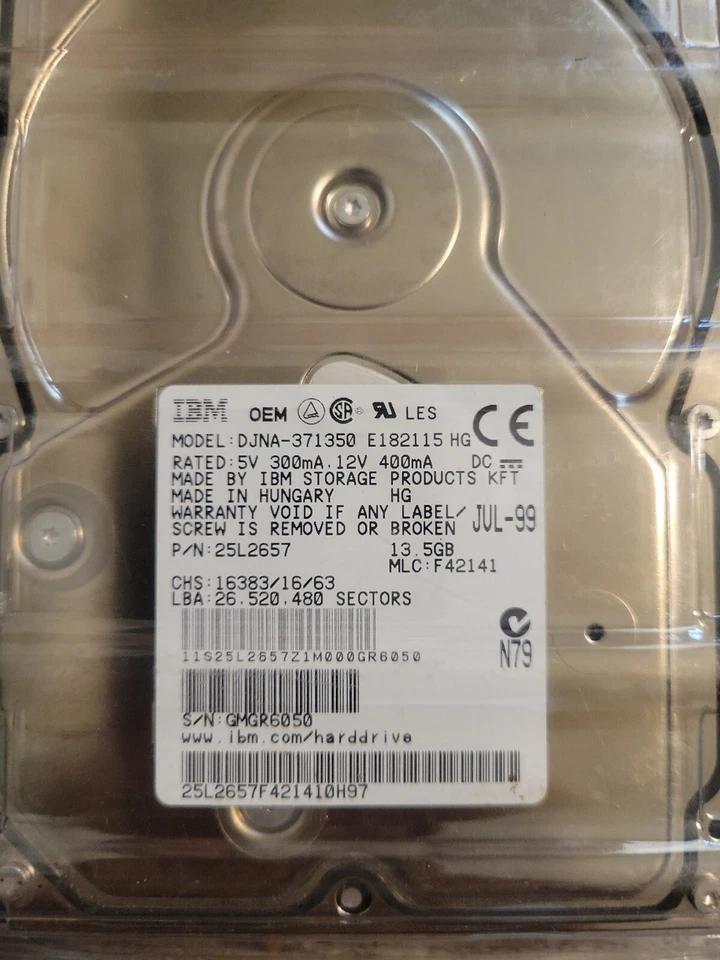 IBM OEM SA UR LES
CE
MODEL:DJNA-371350 E182115 HG
RATED:5V 300mA.12V 400mA DC
MADE BY IBM STORAGE PRODUCTS KFT
MADE IN HUNGARY HG
WARRANTY VOID IF ANY LABEL/
SCREW IS REMOVED OR BROKEN
JUL-99
P/N:25L2657 13.5GB
MLC:F42141
CHS:16383/16/63
LBA:26.520.480 SECTORS
N79
11S25L2657Z1M000GR6050
S/N:GMGR6050
www.ibm.com/harddrive
25L2657F421410H97